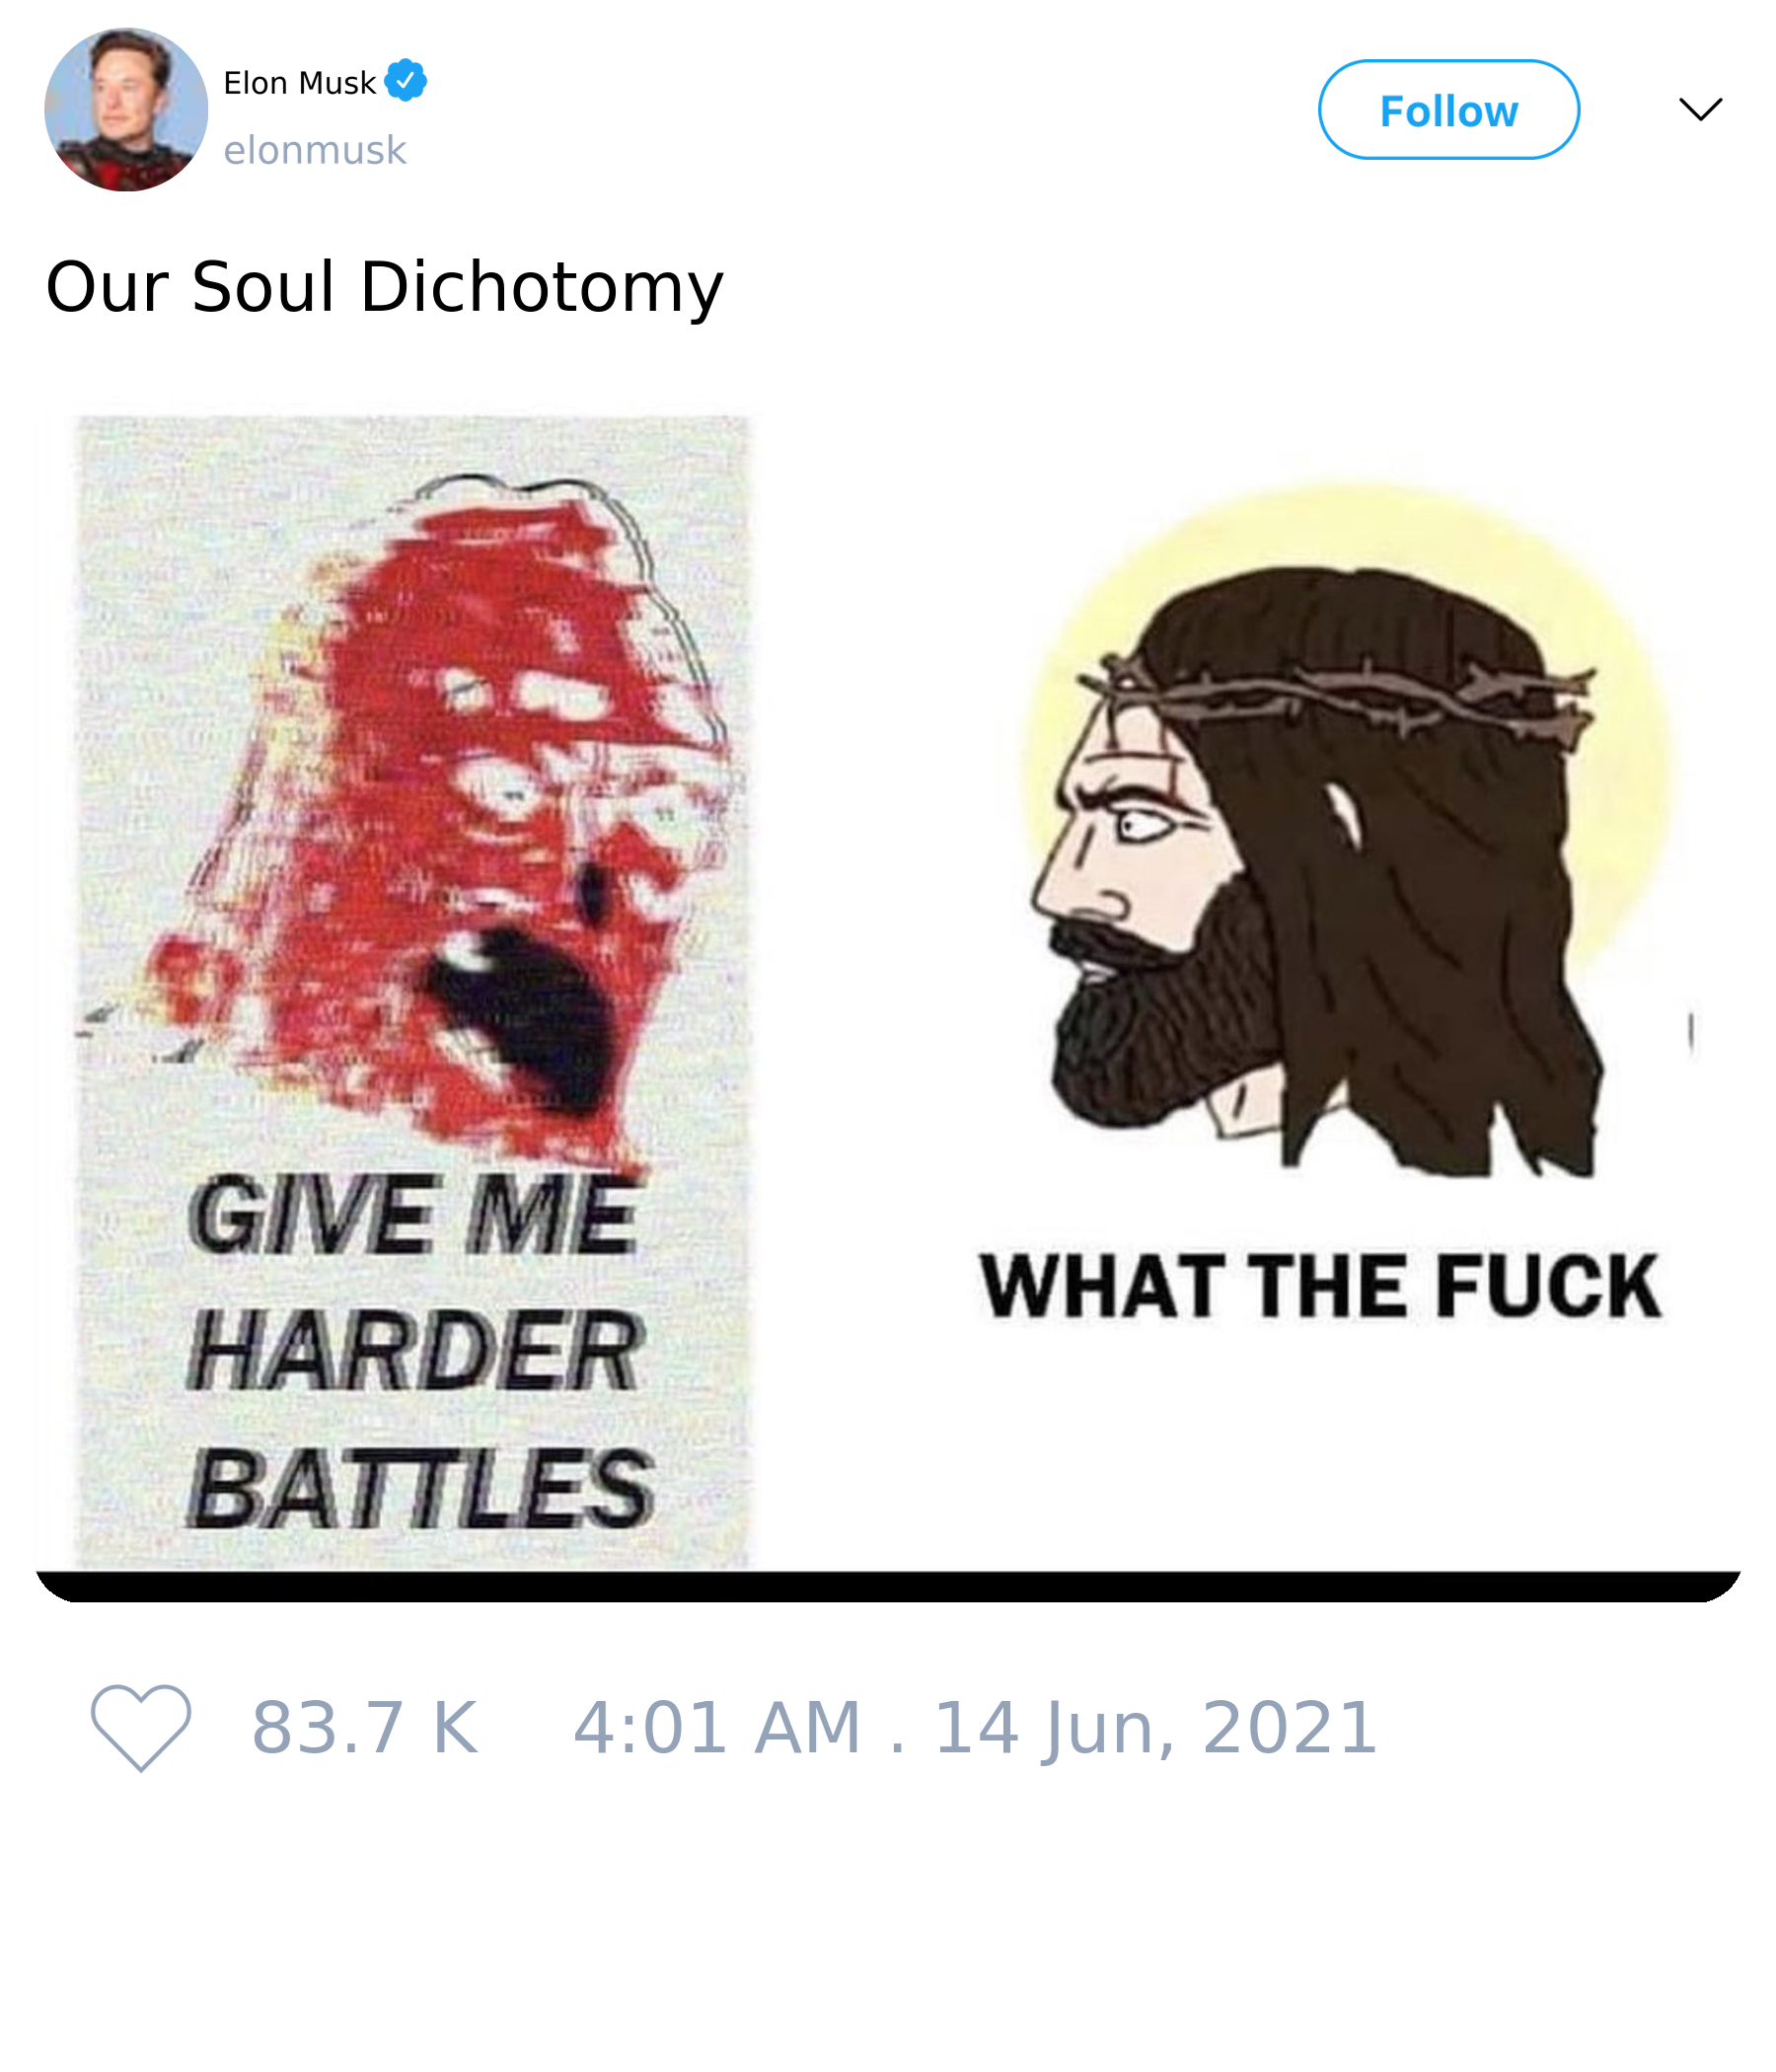 Elon Musk
elonmusk
Follow
Our Soul Dichotomy
GIVE ME
HARDER
BATTLES
WHAT THE FUCK
83.7 K 4:01 AM . 14 Jun, 2021